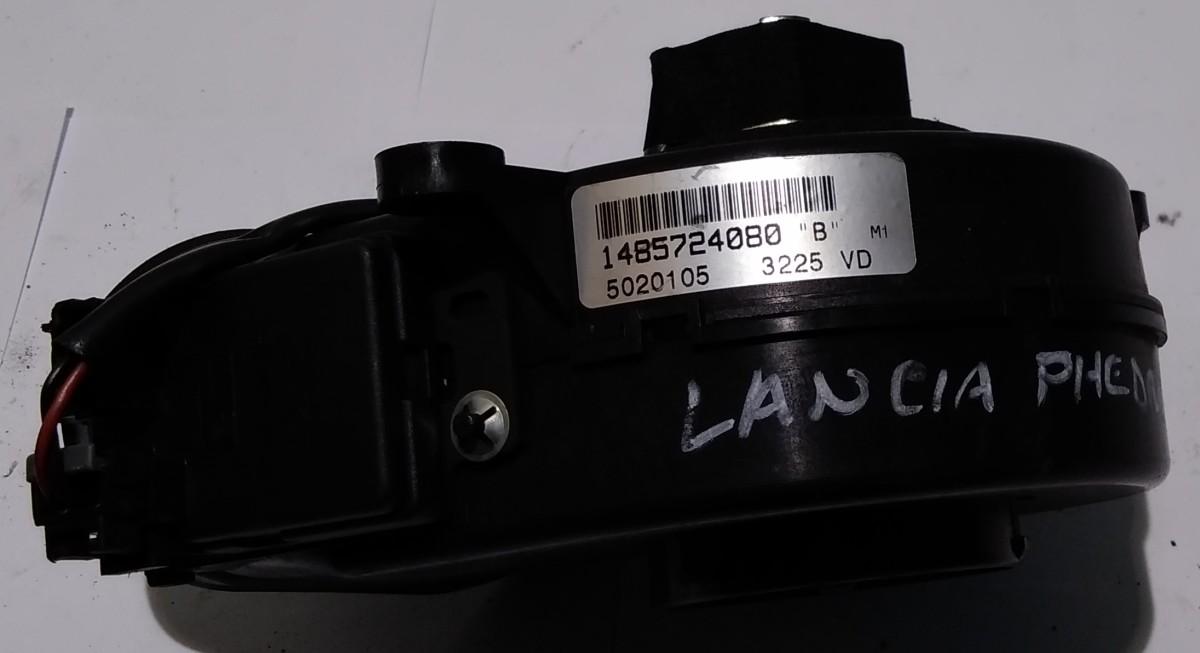 1485724080 "B" M1
5020105 3225 VD
LANCIA PHEDR